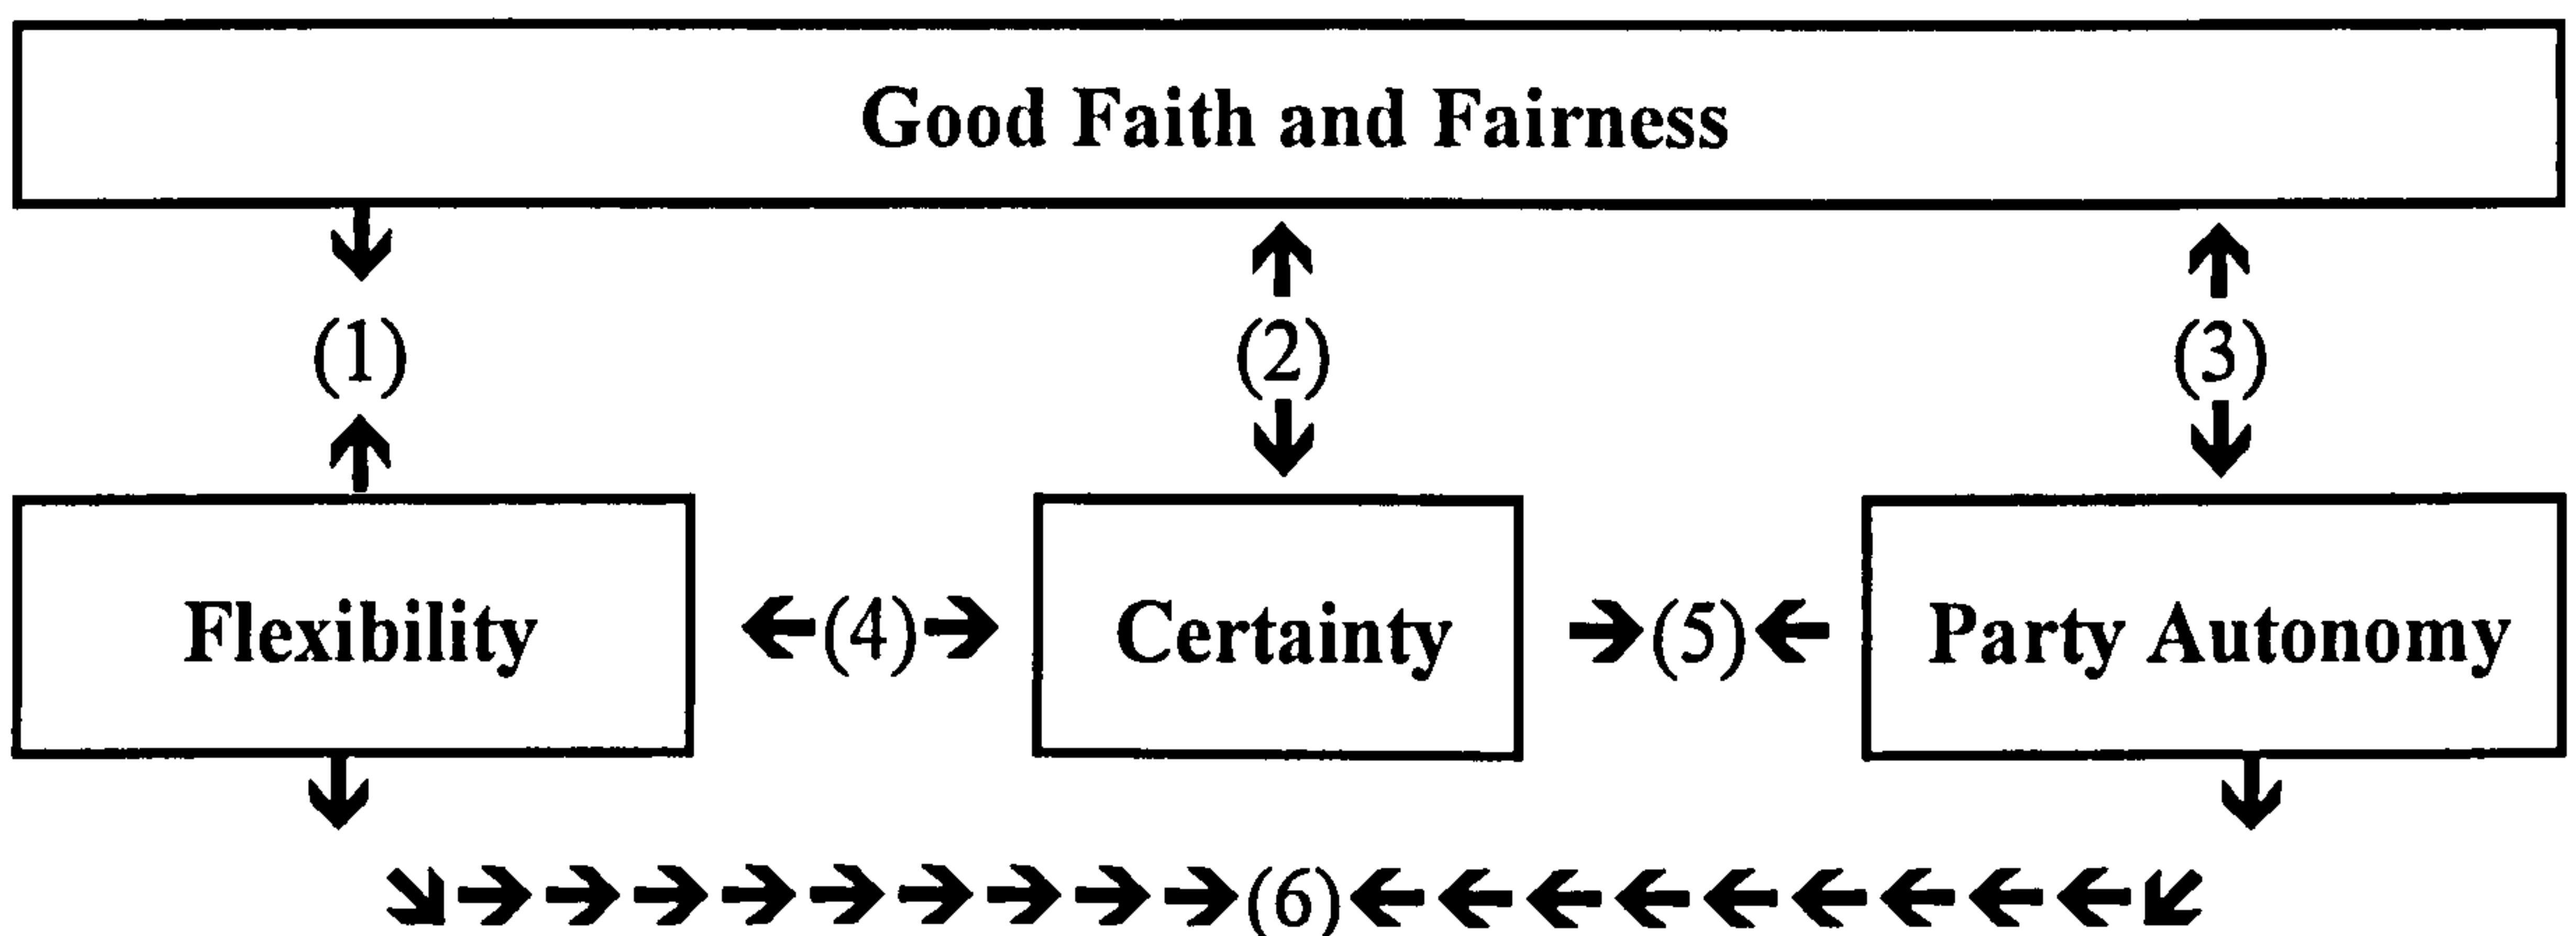 Good Faith and Fairness
(1) (2) (3)
Flexibility (4) Certainty (5) Party Autonomy
(6)